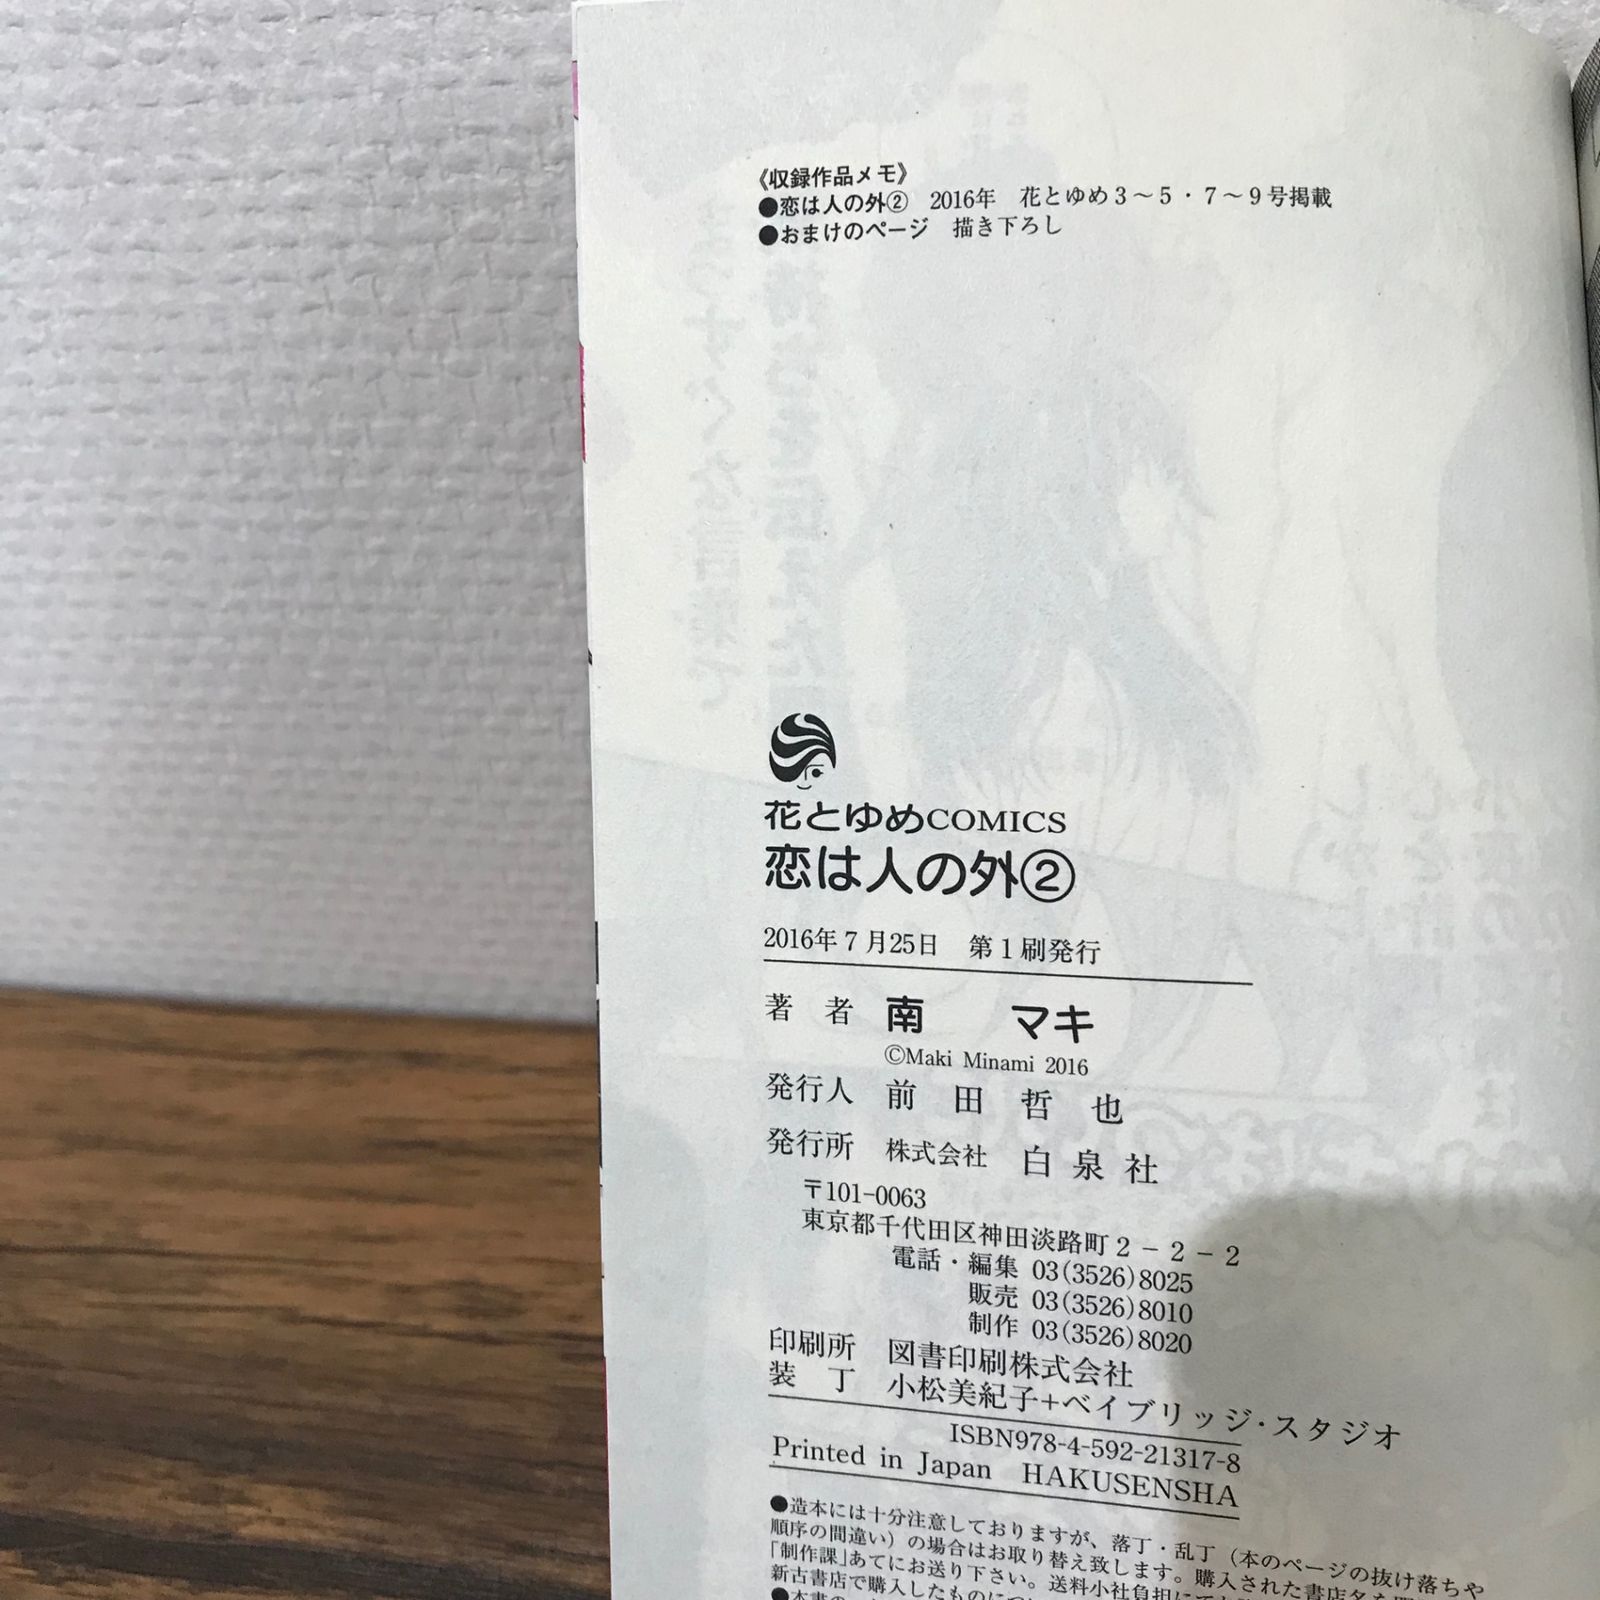 《収録作品メモ》
●恋は人の外② 2016年 花とゆめ3～5・7～9号掲載
●おまけのページ 描き下ろし
花とゆめCOMICS
恋は人の外②
2016年7月25日 第1刷発行
著者 南 マキ
©Maki Minami 2016
発行人 前田哲也
発行所 株式会社 白泉社
〒101-0063
東京都千代田区神田淡路町2－2－2
電話・編集 03(3526)8025
販売 03(3526)8010
制作 03(3526)8020
印刷所 図書印刷株式会社
装丁 小松美紀子+ベイブリッジ・スタジオ
ISBN978-4-592-21317-8
Printed in Japan HAKUSENSHA
●造本には十分注意しておりますが、落丁・乱丁（本のページの抜け落ちや
順序の間違い）の場合はお取り替え致します。購入された書店名を
「制作課」あてにお送り下さい。送料小社負担にて
新古書店で購入したものに
●本書の